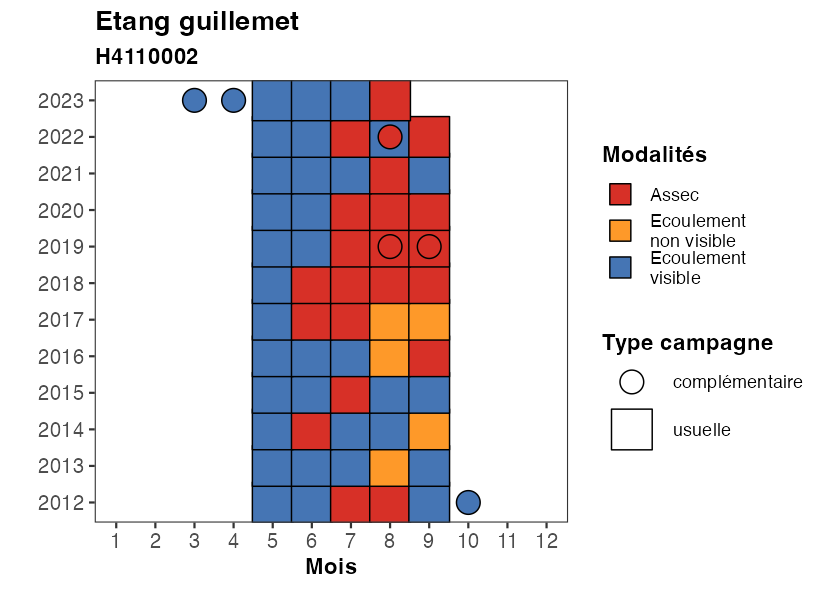 Etang guillemet
H4110002
2023
2022
2021
2020
2019
2018
2017
2016
2015
2014
2013
2012
1 2 3 4 5 6 7 8 9 10 11 12
Mois
Modalités
Assec
Ecoulement
non visible
Ecoulement
visible
Type campagne
complémentaire
usuelle